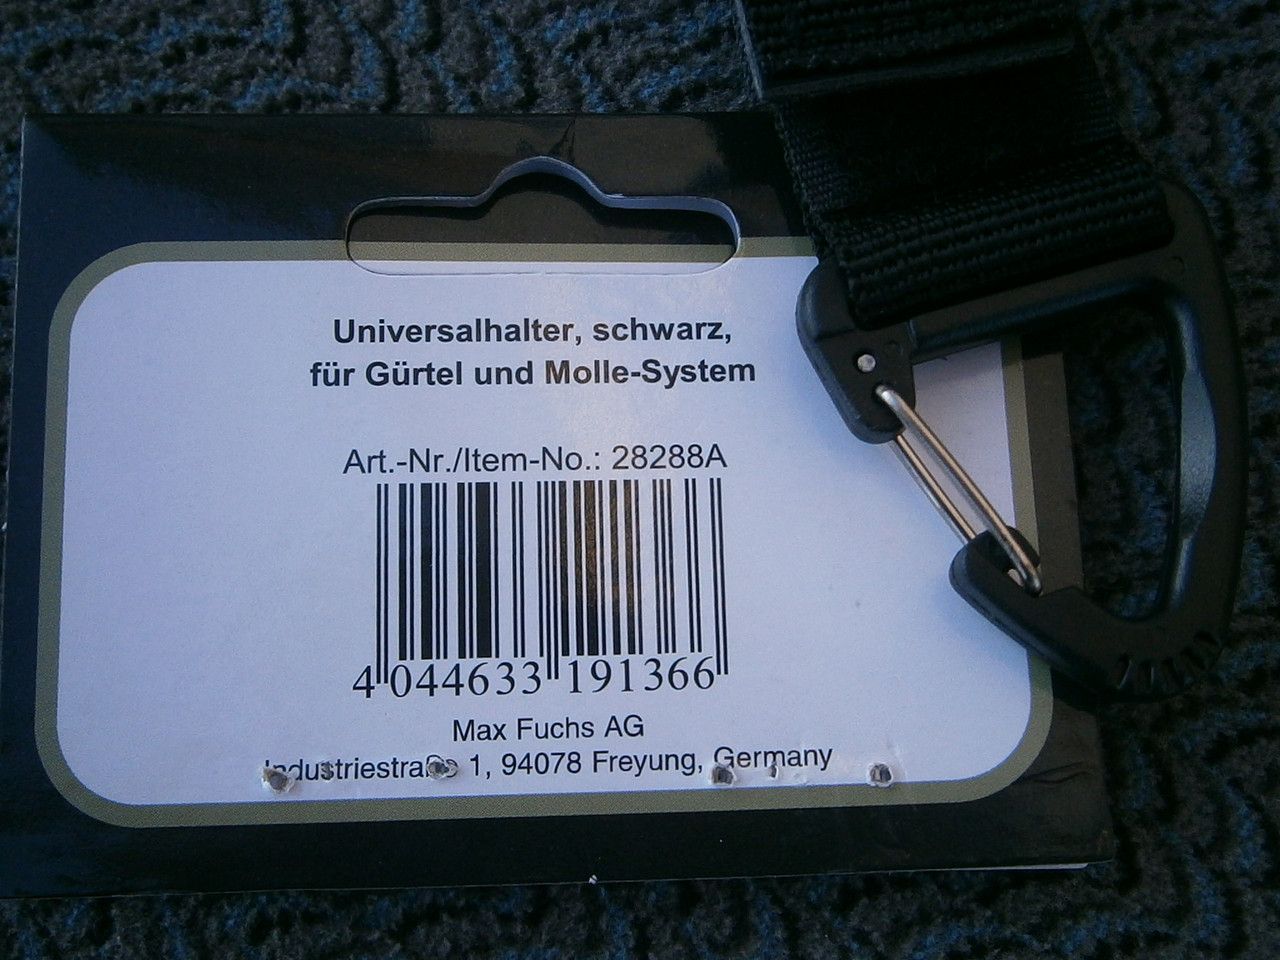 Universalhalter, schwarz,
für Gürtel und Molle-System
Art.-Nr./Item-No.: 28288A
4 044633 191366
Max Fuchs AG
Industriestraße 1, 94078 Freyung, Germany